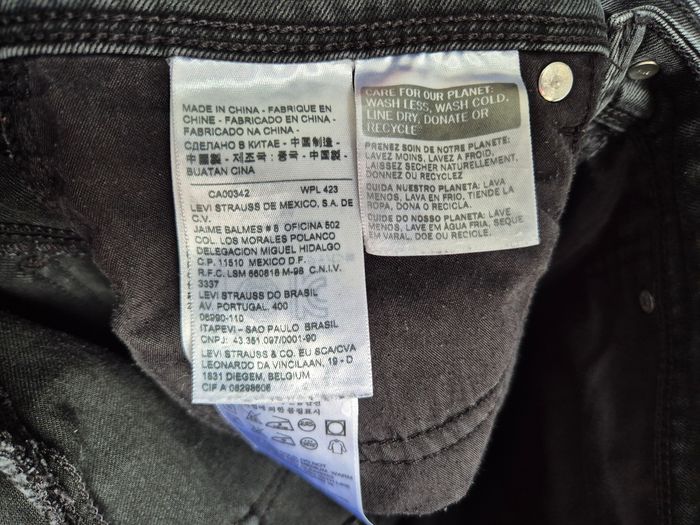 MADE IN CHINA - FABRIQUE EN
CHINE - FABRICADO EN CHINA -
FABRICADO NA CHINA -
СДЕЛАНО В КИТАЕ - 中国制造 -
中國製 - 제조국 : 중국 - 中国製
BUATAN CINA
CA00342 WPL 423
LEVI STRAUSS DE MEXICO, S.A. DE
C.V.
JAIME BALMES # 8 OFICINA 502
COL. LOS MORALES POLANCO
DELEGACION MIGUEL HIDALGO
C.P. 11510 MEXICO D.F.
R.F.C. LSM 660818 M-98 C.N.I.V.
3337
LEVI STRAUSS DO BRASIL
AV. PORTUGAL. 400
06690-110
ITAPEVI - SAO PAULO BRASIL
CNPJ: 43.351 097/0001-90
LEVI STRAUSS & CO. EU SCA/CVA
LEONARDO DA VINCILAAN, 19 - D
1831 DIEGEM, BELGIUM
CIF A 08298606
CARE FOR OUR PLANET:
WASH LESS, WASH COLD,
LINE DRY, DONATE OR
RECYCLE
PRENEZ SOIN DE NOTRE PLANETE:
LAVEZ MOINS, LAVEZ A FROID,
LAISSEZ SECHER NATURELLEMENT,
DONNEZ OU RECYCLEZ
CUIDA NUESTRO PLANETA: LAVA
MENOS, LAVA EN FRIO, TIENDE LA
ROPA, DONA O RECICLA.
CUIDE DO NOSSO PLANETA: LAVE
MENOS, LAVE EM ÁGUA FRIA, SEQUE
EM VARAL, DOE OU RECICLE.